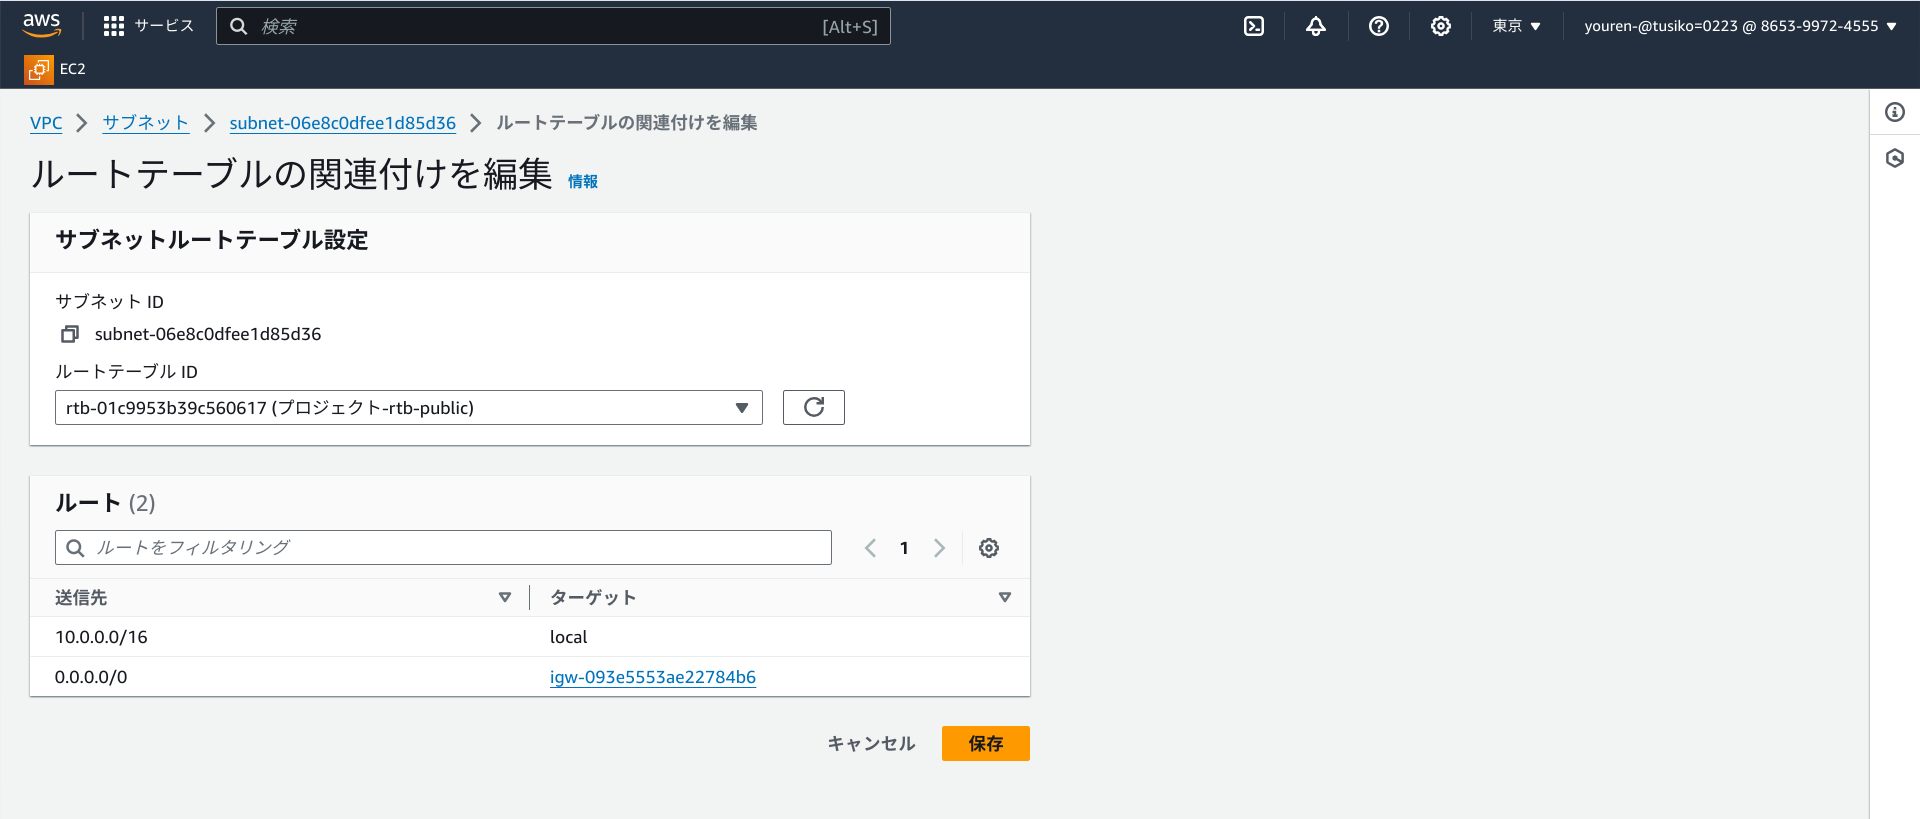 aws
サービス
検索
[Alt+S]
東京
youren-@tusiko=0223 @ 8653-9972-4555
EC2
VPC
サブネット
subnet-06e8c0dfee1d85d36
ルートテーブルの関連付けを編集
ルートテーブルの関連付けを編集 情報
サブネットルートテーブル設定
サブネット ID
subnet-06e8c0dfee1d85d36
ルートテーブル ID
rtb-01c9953b39c560617 (プロジェクト-rtb-public)
ルート (2)
ルートをフィルタリング
1
送信先
ターゲット
10.0.0.0/16
local
0.0.0.0/0
igw-093e5553ae22784b6
キャンセル
保存